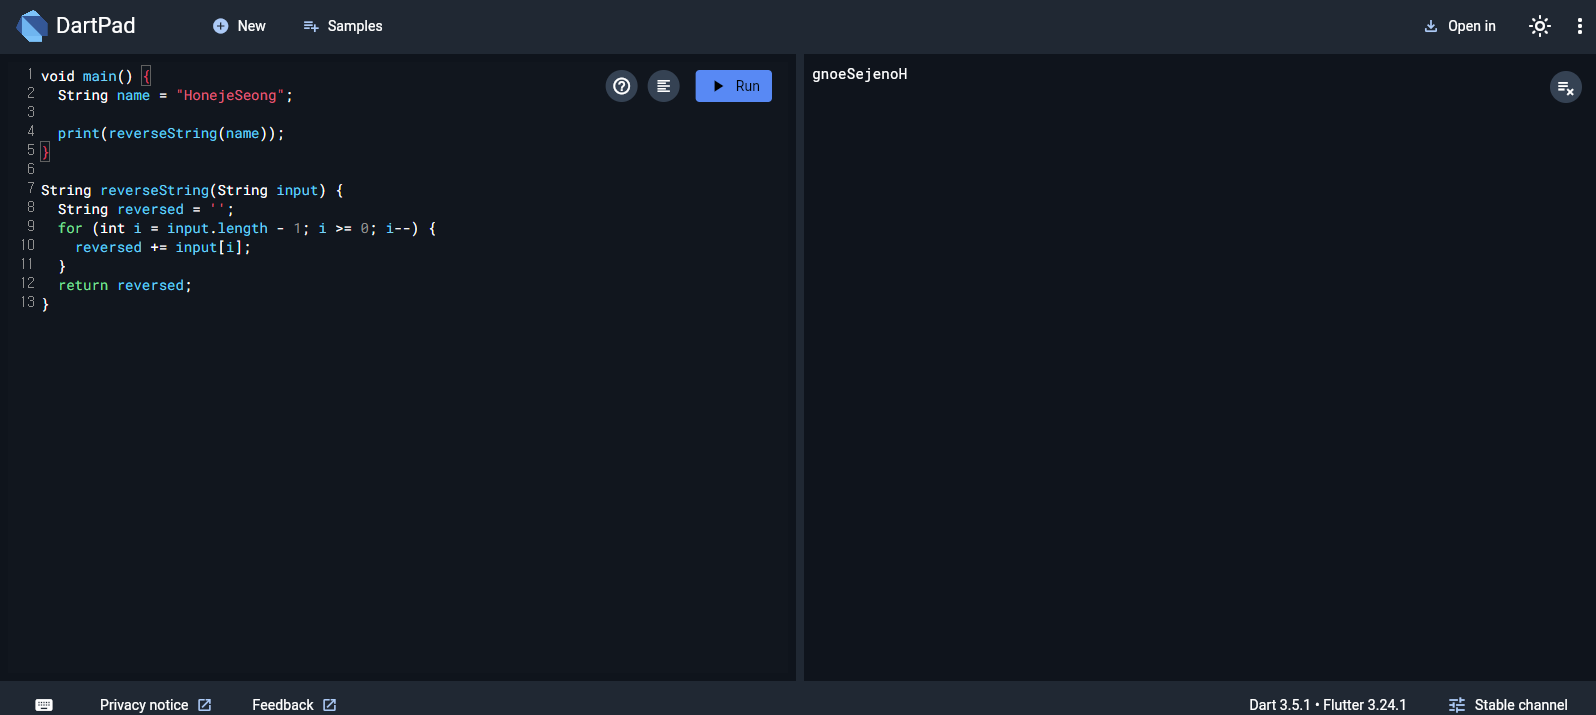 DartPad
New
Samples
Open in
1 void main() {
2   String name = "HonejeSeong";
3
4   print(reverseString(name));
5 }
6
7 String reverseString(String input) {
8   String reversed = '';
9   for (int i = input.length - 1; i >= 0; i--) {
10     reversed += input[i];
11   }
12   return reversed;
13 }
Run
gnoeSejenoH
Privacy notice
Feedback
Dart 3.5.1 • Flutter 3.24.1
Stable channel